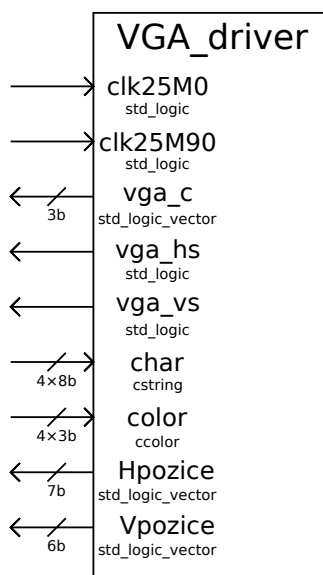 VGA_driver
clk25M0
std_logic
clk25M90
std_logic
vga_c
3b
std_logic_vector
vga_hs
std_logic
vga_vs
std_logic
char
4×8b
cstring
color
4×3b
ccolor
Hpozice
7b
std_logic_vector
Vpozice
6b
std_logic_vector